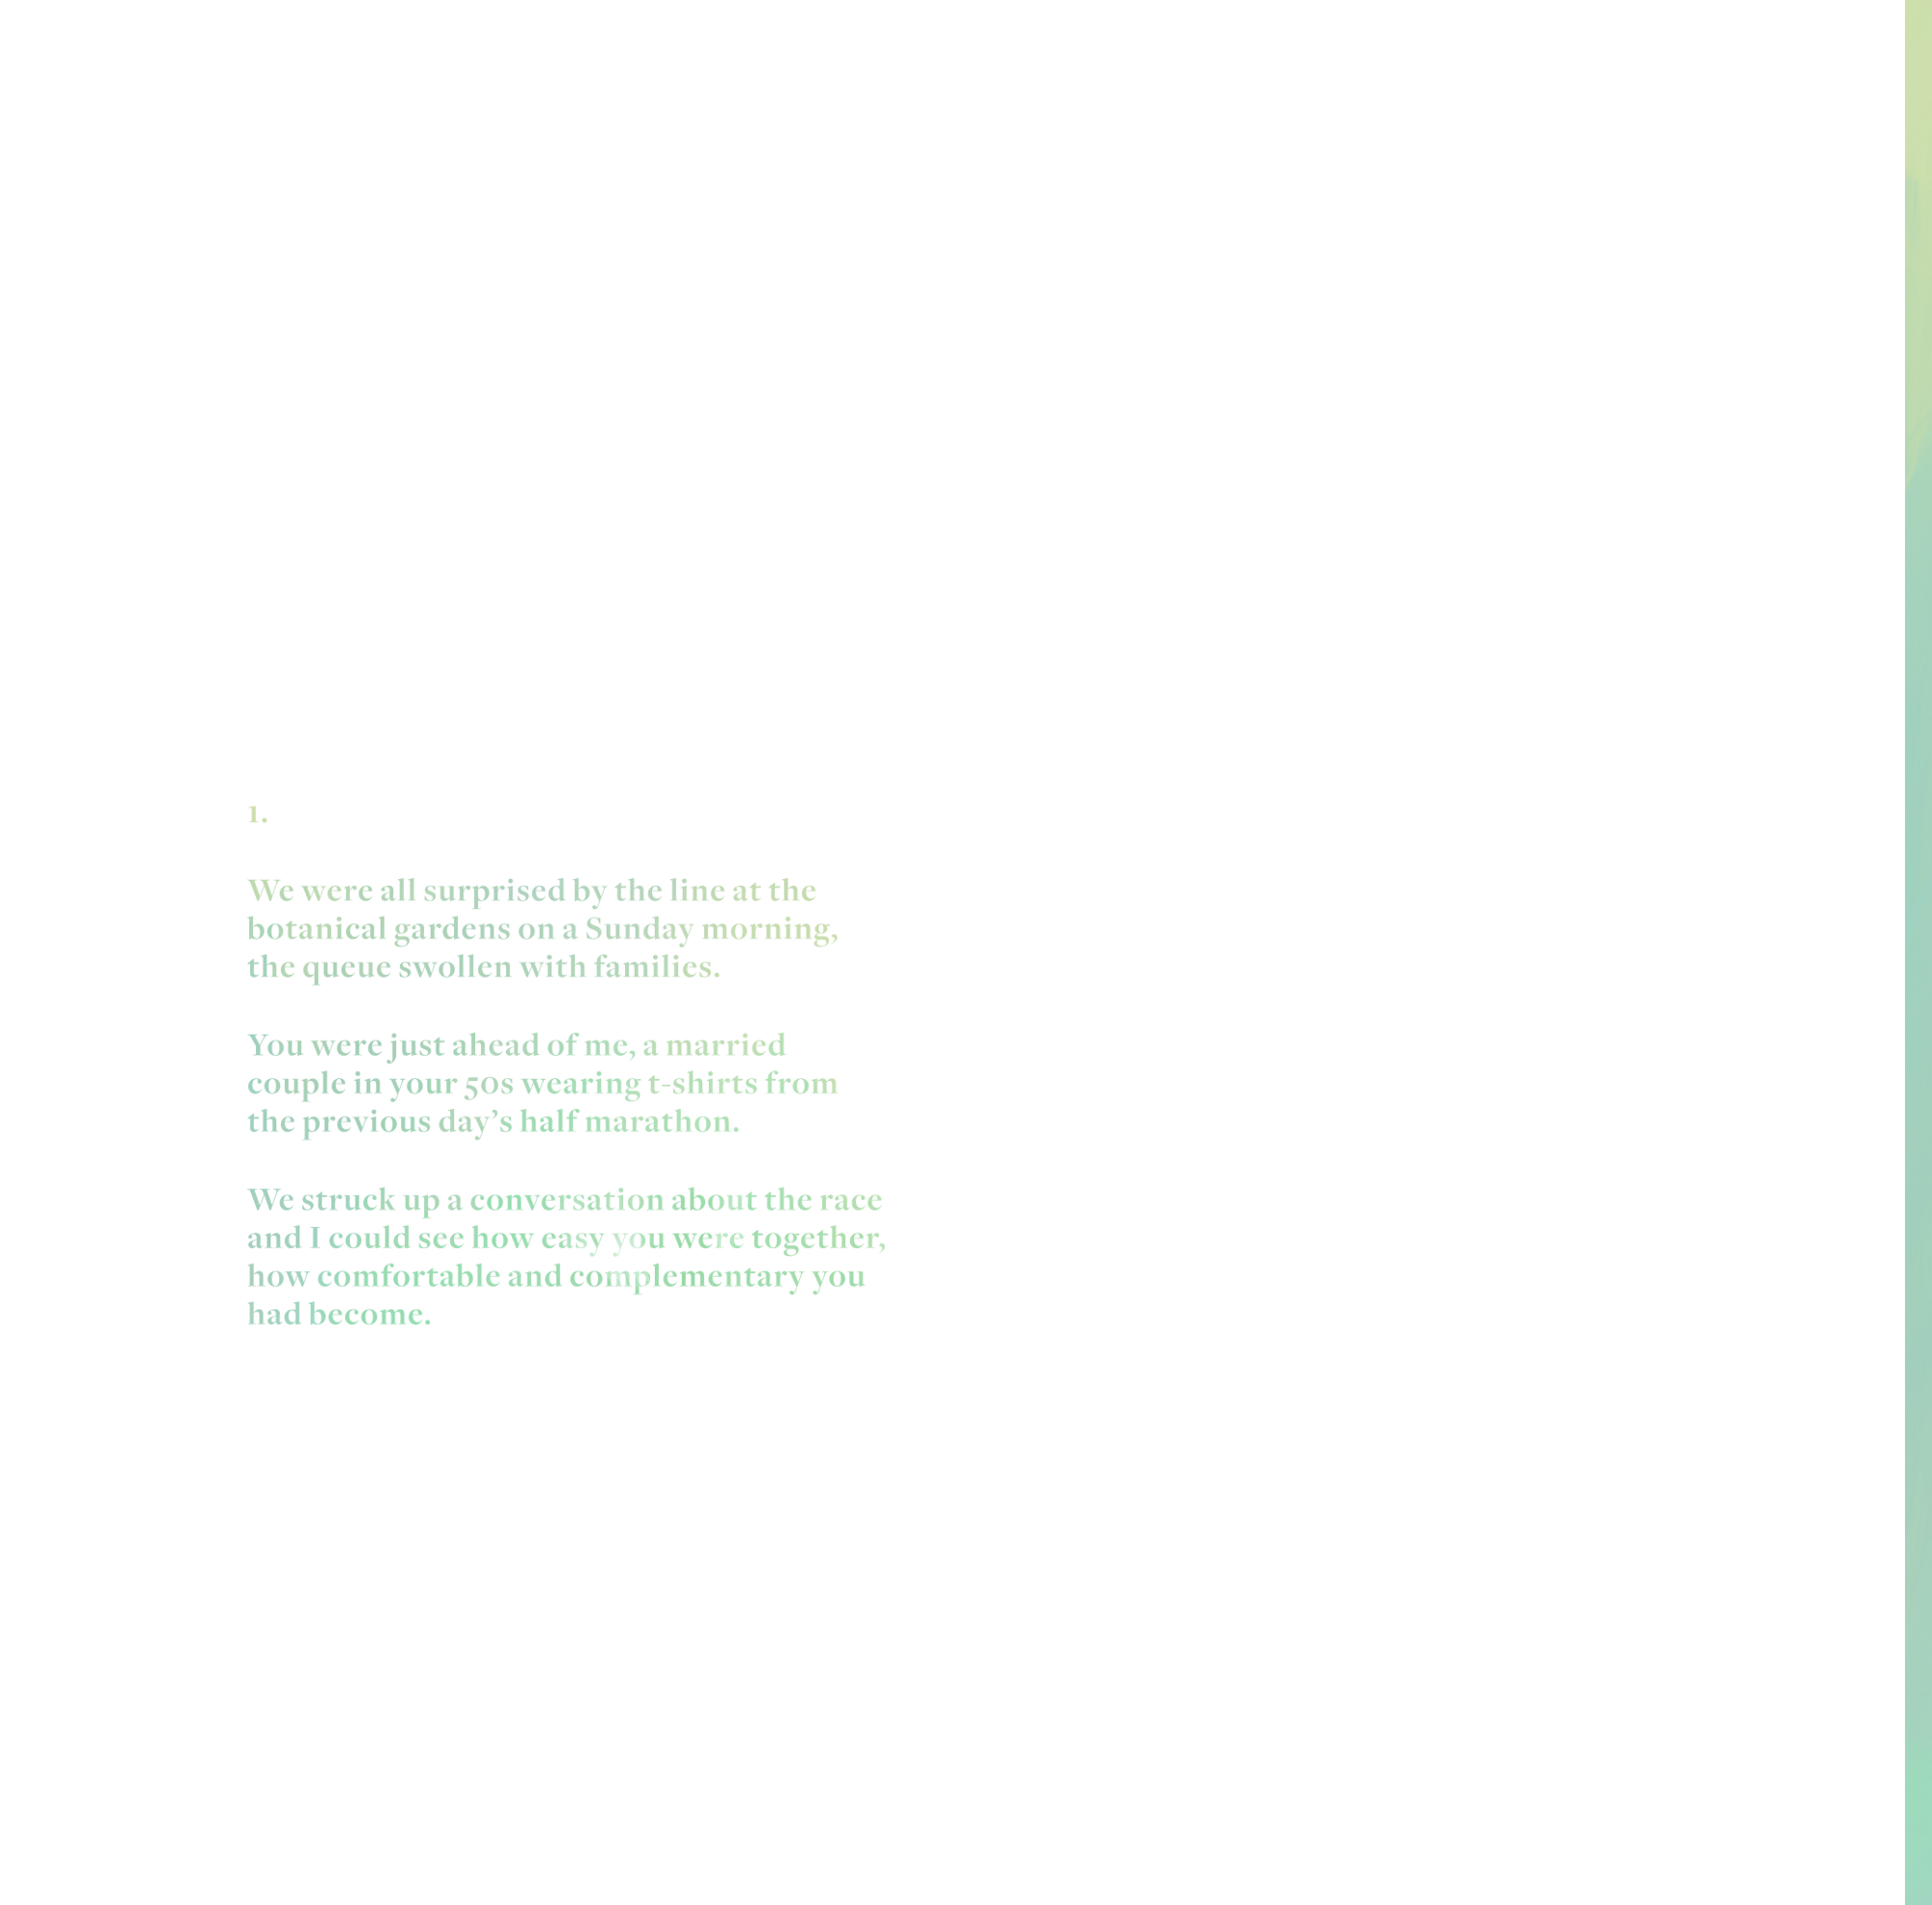 1.
We were all surprised by the line at the
botanical gardens on a Sunday morning,
the queue swollen with families.
You were just ahead of me, a married
couple in your 50s wearing t-shirts from
the previous day’s half marathon.
We struck up a conversation about the race
and I could see how easy you were together,
how comfortable and complementary you
had become.